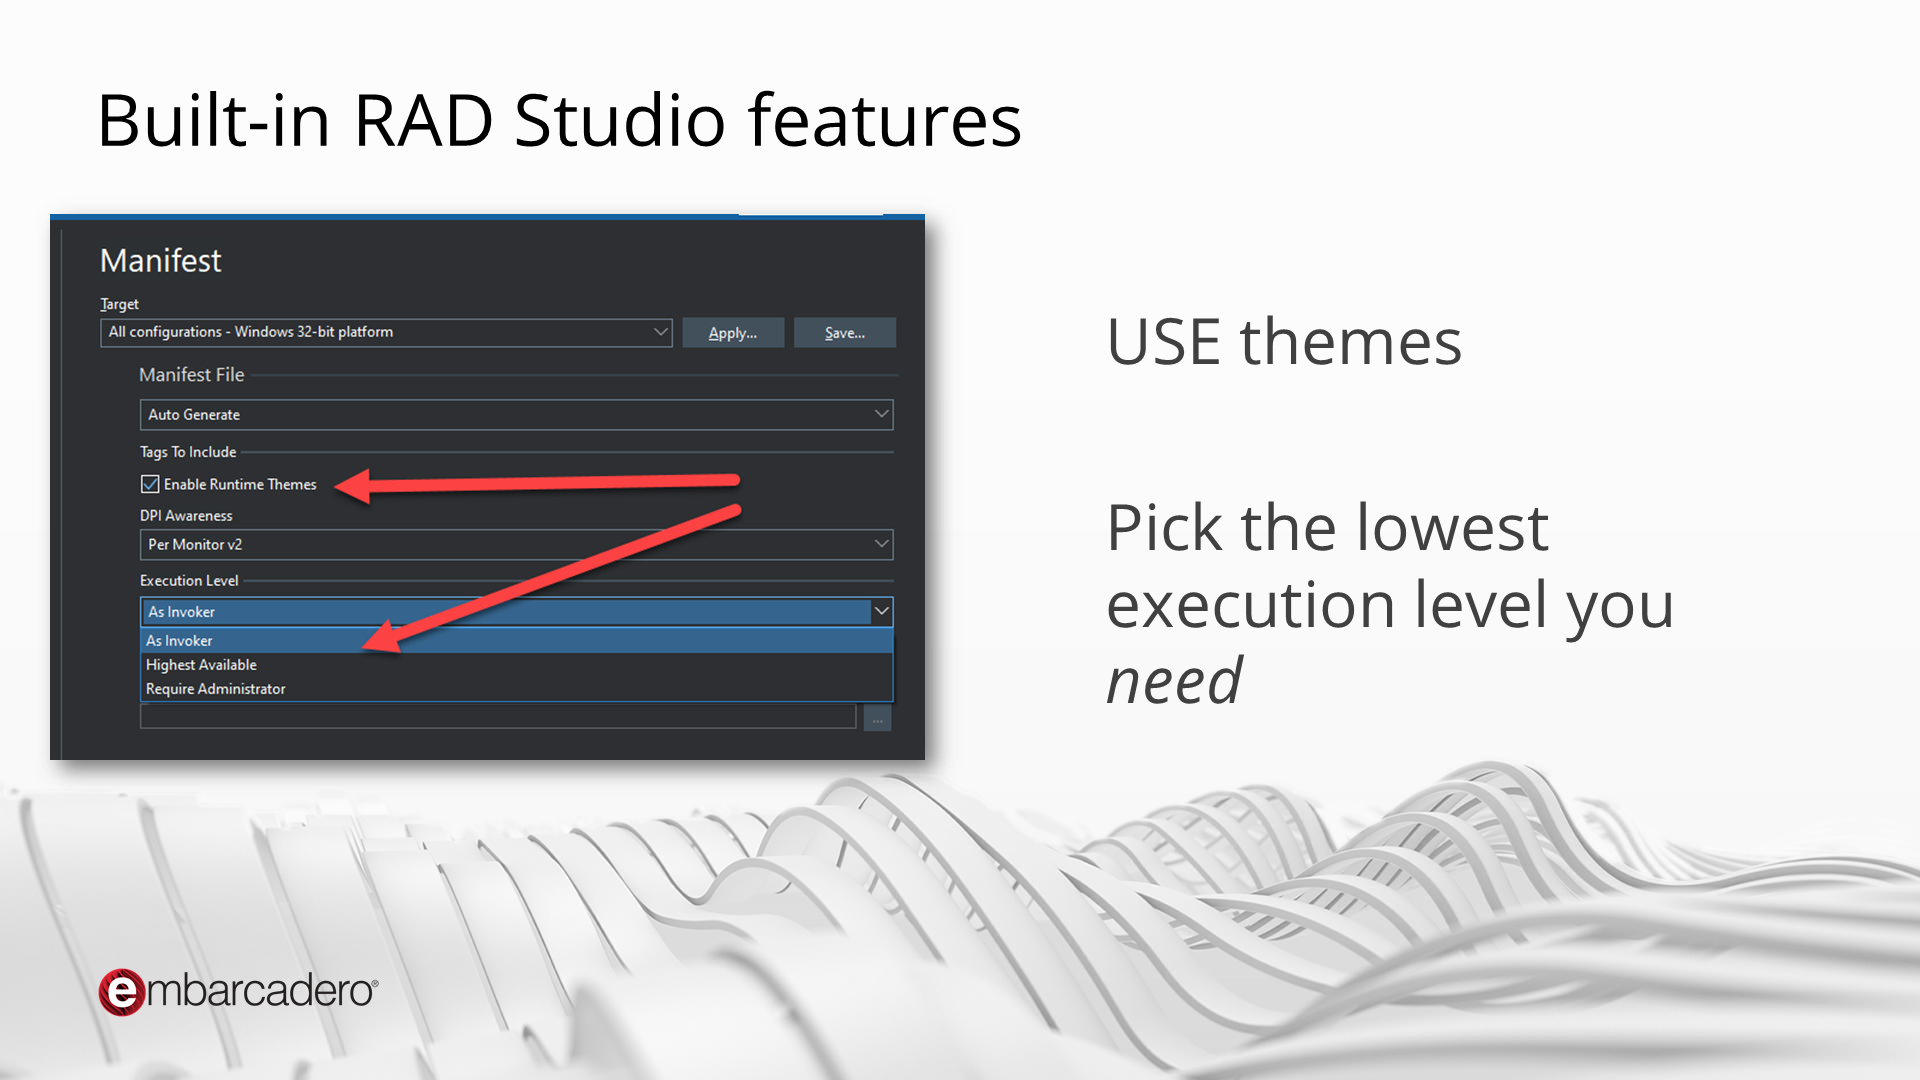 Built-in RAD Studio features
Manifest
Target
All configurations - Windows 32-bit platform
Apply...
Save...
Manifest File
Auto Generate
Tags To Include
Enable Runtime Themes
DPI Awareness
Per Monitor v2
Execution Level
As Invoker
As Invoker
Highest Available
Require Administrator
...
USE themes
Pick the lowest
execution level you
need
embarcadero®